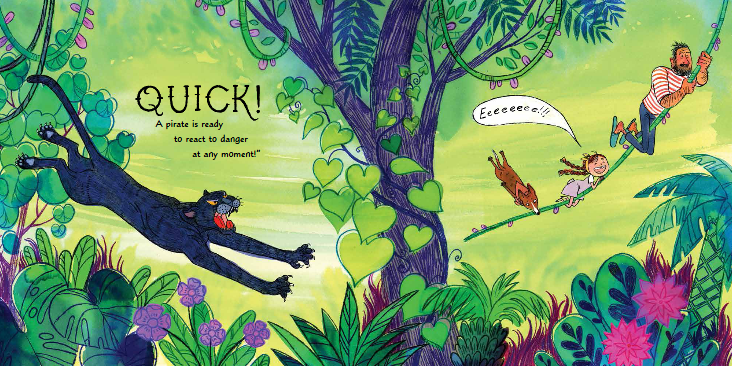 QUICK!
A pirate is ready
to react to danger
at any moment!"
Eeeeeeee!!!